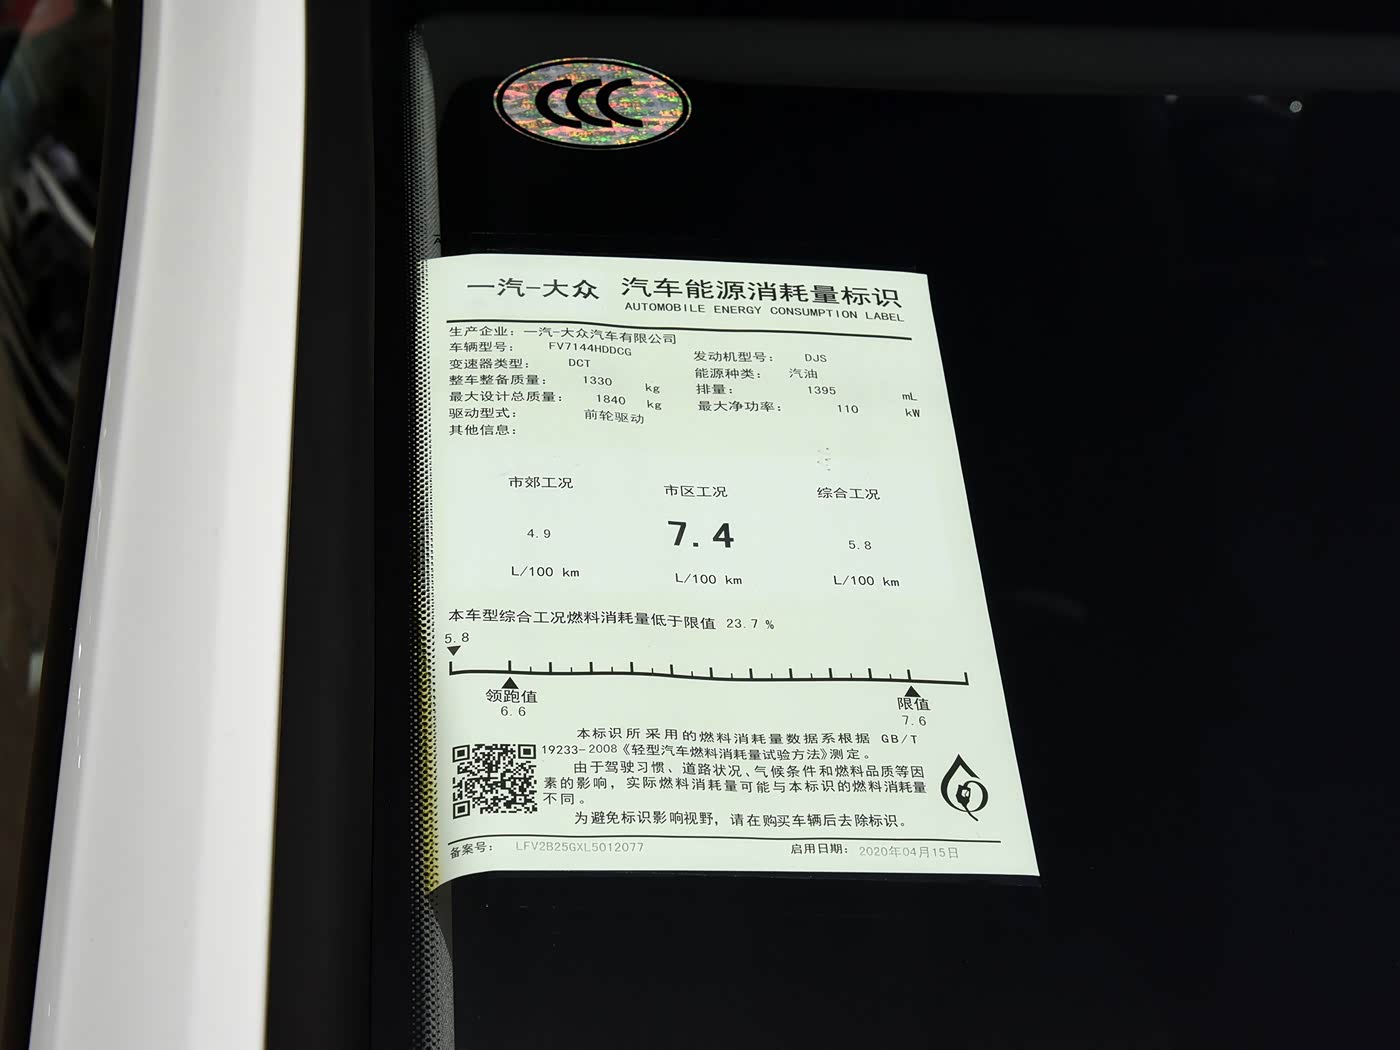 CCC
一汽-大众 汽车能源消耗量标识
AUTOMOBILE ENERGY CONSUMPTION LABEL
生产企业：一汽-大众汽车有限公司
车辆型号： FV7144HDDCG 发动机型号： DJS
变速器类型： DCT 能源种类： 汽油
整车整备质量： 1330 kg 排量： 1395 mL
最大设计总质量： 1840 kg 最大净功率： 110 kW
驱动型式： 前轮驱动
其他信息：
市郊工况 市区工况 综合工况
4.9 7.4 5.8
L/100 km L/100 km L/100 km
本车型综合工况燃料消耗量低于限值 23.7 %
5.8
领跑值 限值
6.6 7.6
本标识所采用的燃料消耗量数据系根据 GB/T
19233-2008《轻型汽车燃料消耗量试验方法》测定。
由于驾驶习惯、道路状况、气候条件和燃料品质等因
素的影响，实际燃料消耗量可能与本标识的燃料消耗量
不同。
为避免标识影响视野，请在购买车辆后去除标识。
备案号： LFV2B25GXL5012077 启用日期： 2020年04月15日